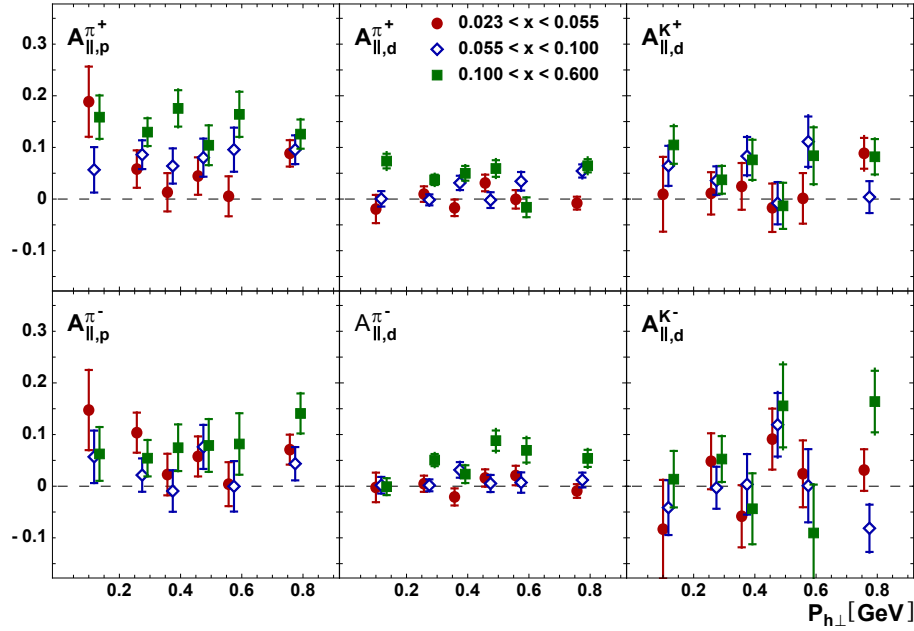 A^{π+}_{||,p}
A^{π+}_{||,d}
A^{K+}_{||,d}
0.023 < x < 0.055
0.055 < x < 0.100
0.100 < x < 0.600
0.3
0.2
0.1
0
-0.1
A^{π-}_{||,p}
A^{π-}_{||,d}
A^{K-}_{||,d}
0.3
0.2
0.1
0
-0.1
0.2 0.4 0.6 0.8 0.2 0.4 0.6 0.8 0.2 0.4 0.6 0.8
P_{h⊥} [GeV]